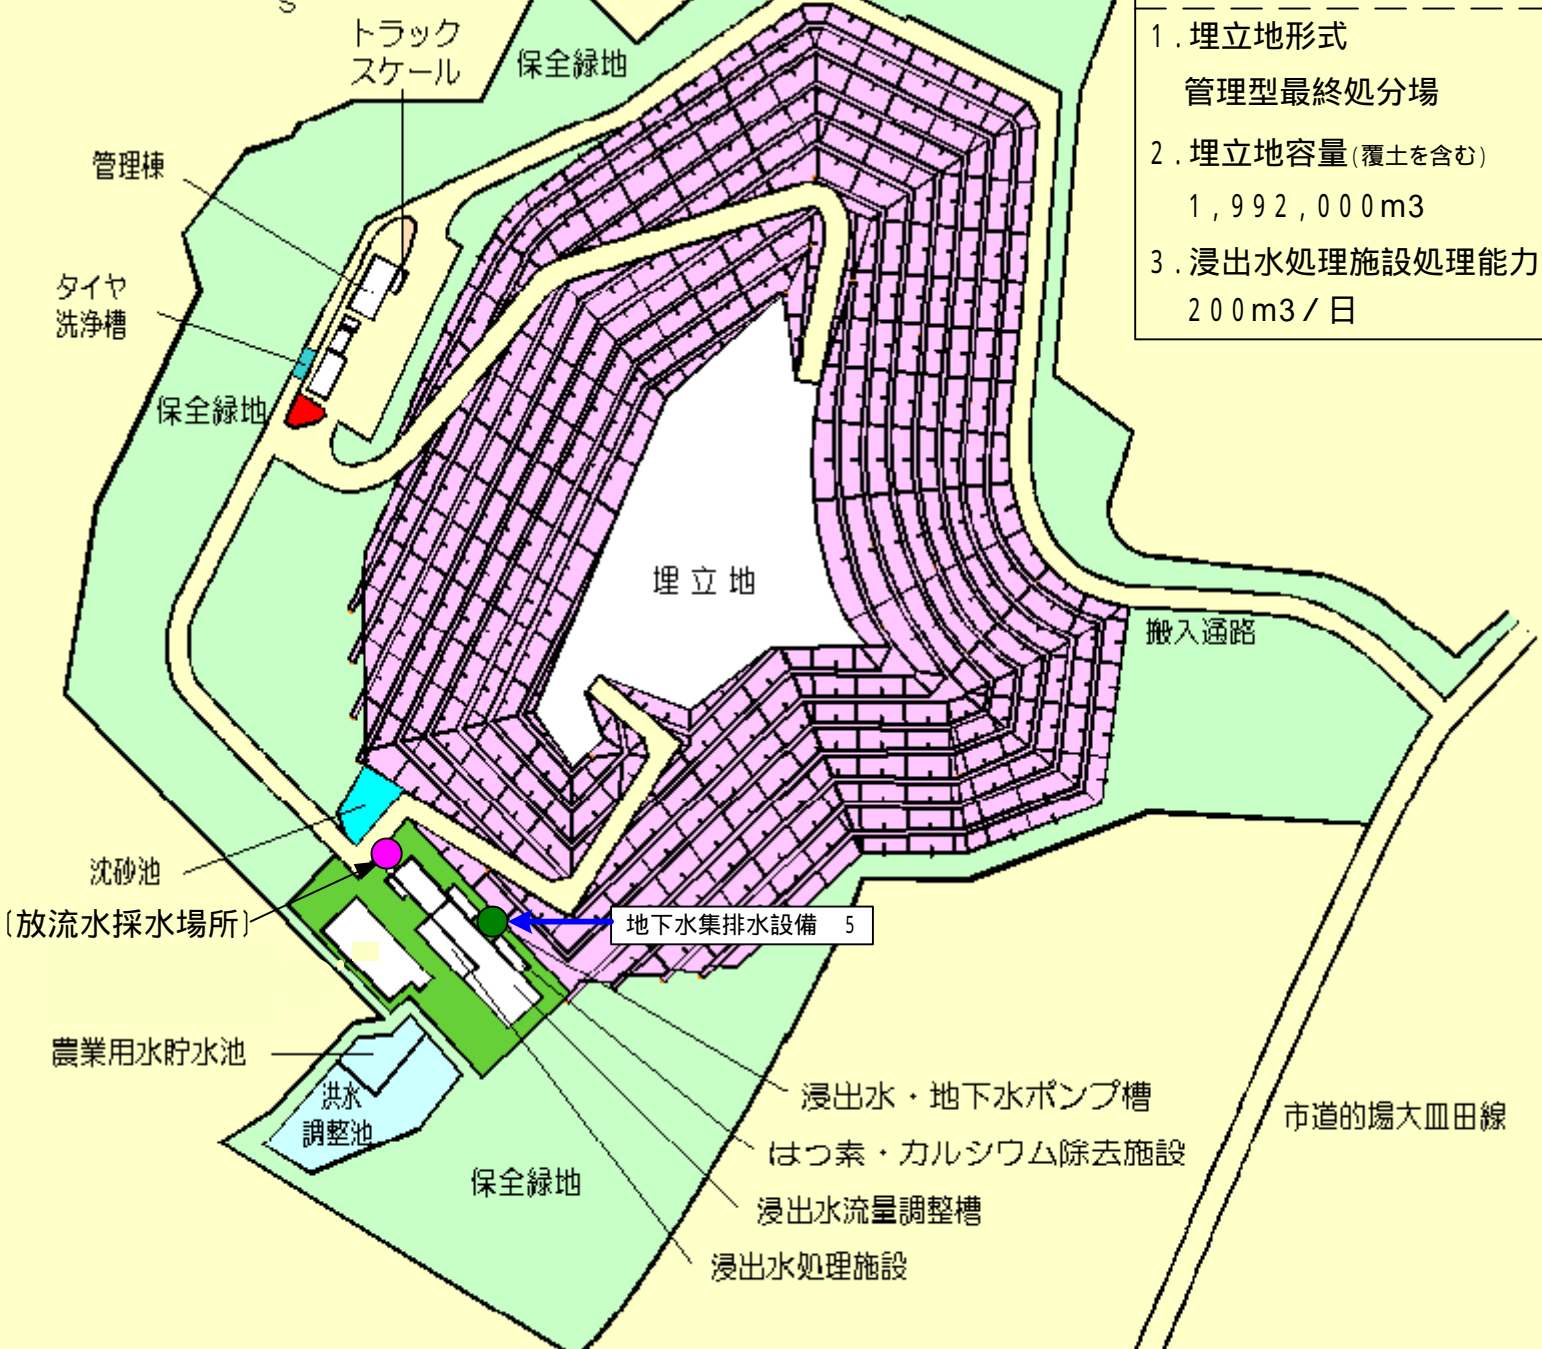 S
トラック
スケール
保全緑地
1．埋立地形式
管理型最終処分場
2．埋立地容量(覆土を含む)
1,992,000m3
3．浸出水処理施設処理能力
200m3／日
管理棟
タイヤ
洗浄槽
保全緑地
埋立地
搬入通路
沈砂池
(放流水採水場所)
地下水集排水設備　5
農業用水貯水池
洪水
調整池
浸出水・地下水ポンプ槽
ほう素・カルシウム除去施設
浸出水流量調整槽
浸出水処理施設
保全緑地
市道的場大皿田線